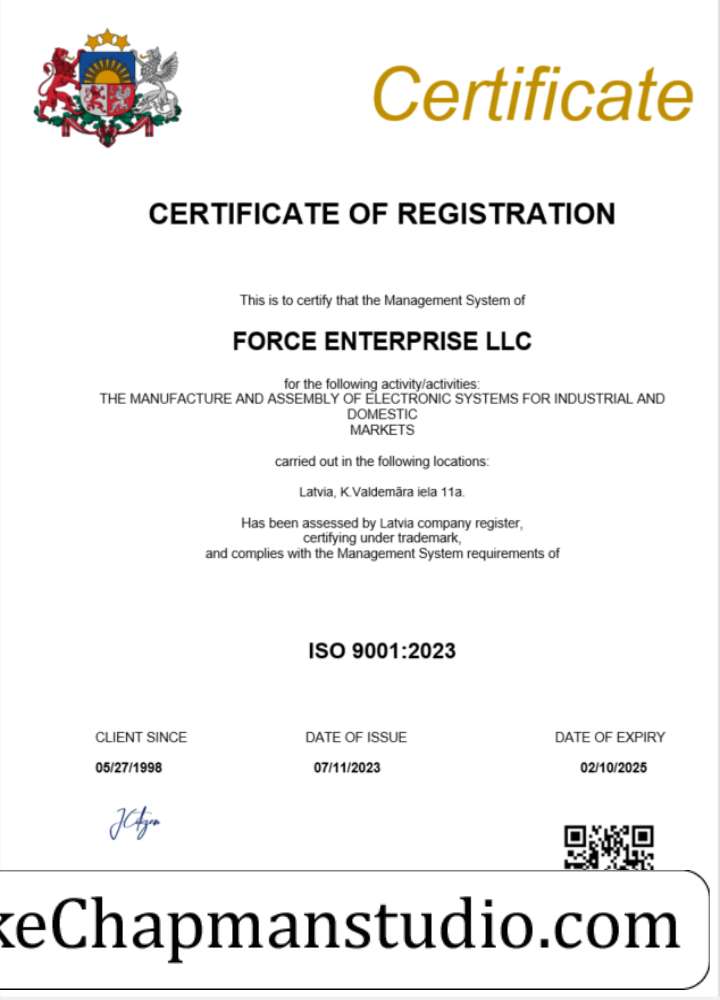 Certificate
CERTIFICATE OF REGISTRATION
This is to certify that the Management System of
FORCE ENTERPRISE LLC
for the following activity/activities:
THE MANUFACTURE AND ASSEMBLY OF ELECTRONIC SYSTEMS FOR INDUSTRIAL AND
DOMESTIC
MARKETS
carried out in the following locations:
Latvia, K.Valdemāra iela 11a.
Has been assessed by Latvia company register,
certifying under trademark,
and complies with the Management System requirements of
ISO 9001:2023
CLIENT SINCE DATE OF ISSUE DATE OF EXPIRY
05/27/1998 07/11/2023 02/10/2025
keChapmanstudio.com